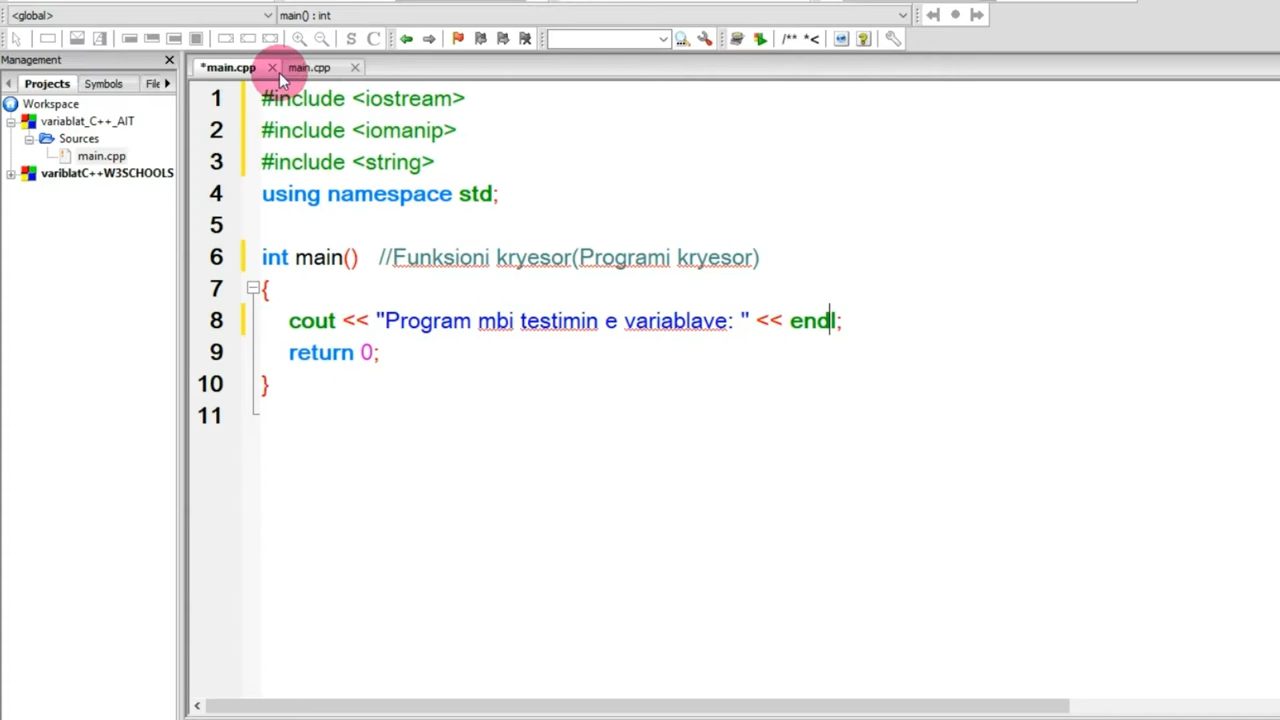 <global>
main() : int
S C
/** *<
Management
Projects Symbols File
*main.cpp main.cpp
Workspace
variablat_C++_AIT
Sources
main.cpp
variblatC++W3SCHOOLS
1 #include <iostream>
2 #include <iomanip>
3 #include <string>
4 using namespace std;
5
6 int main() //Funksioni kryesor(Programi kryesor)
7 {
8 cout << "Program mbi testimin e variablave: " << endl;
9 return 0;
10 }
11